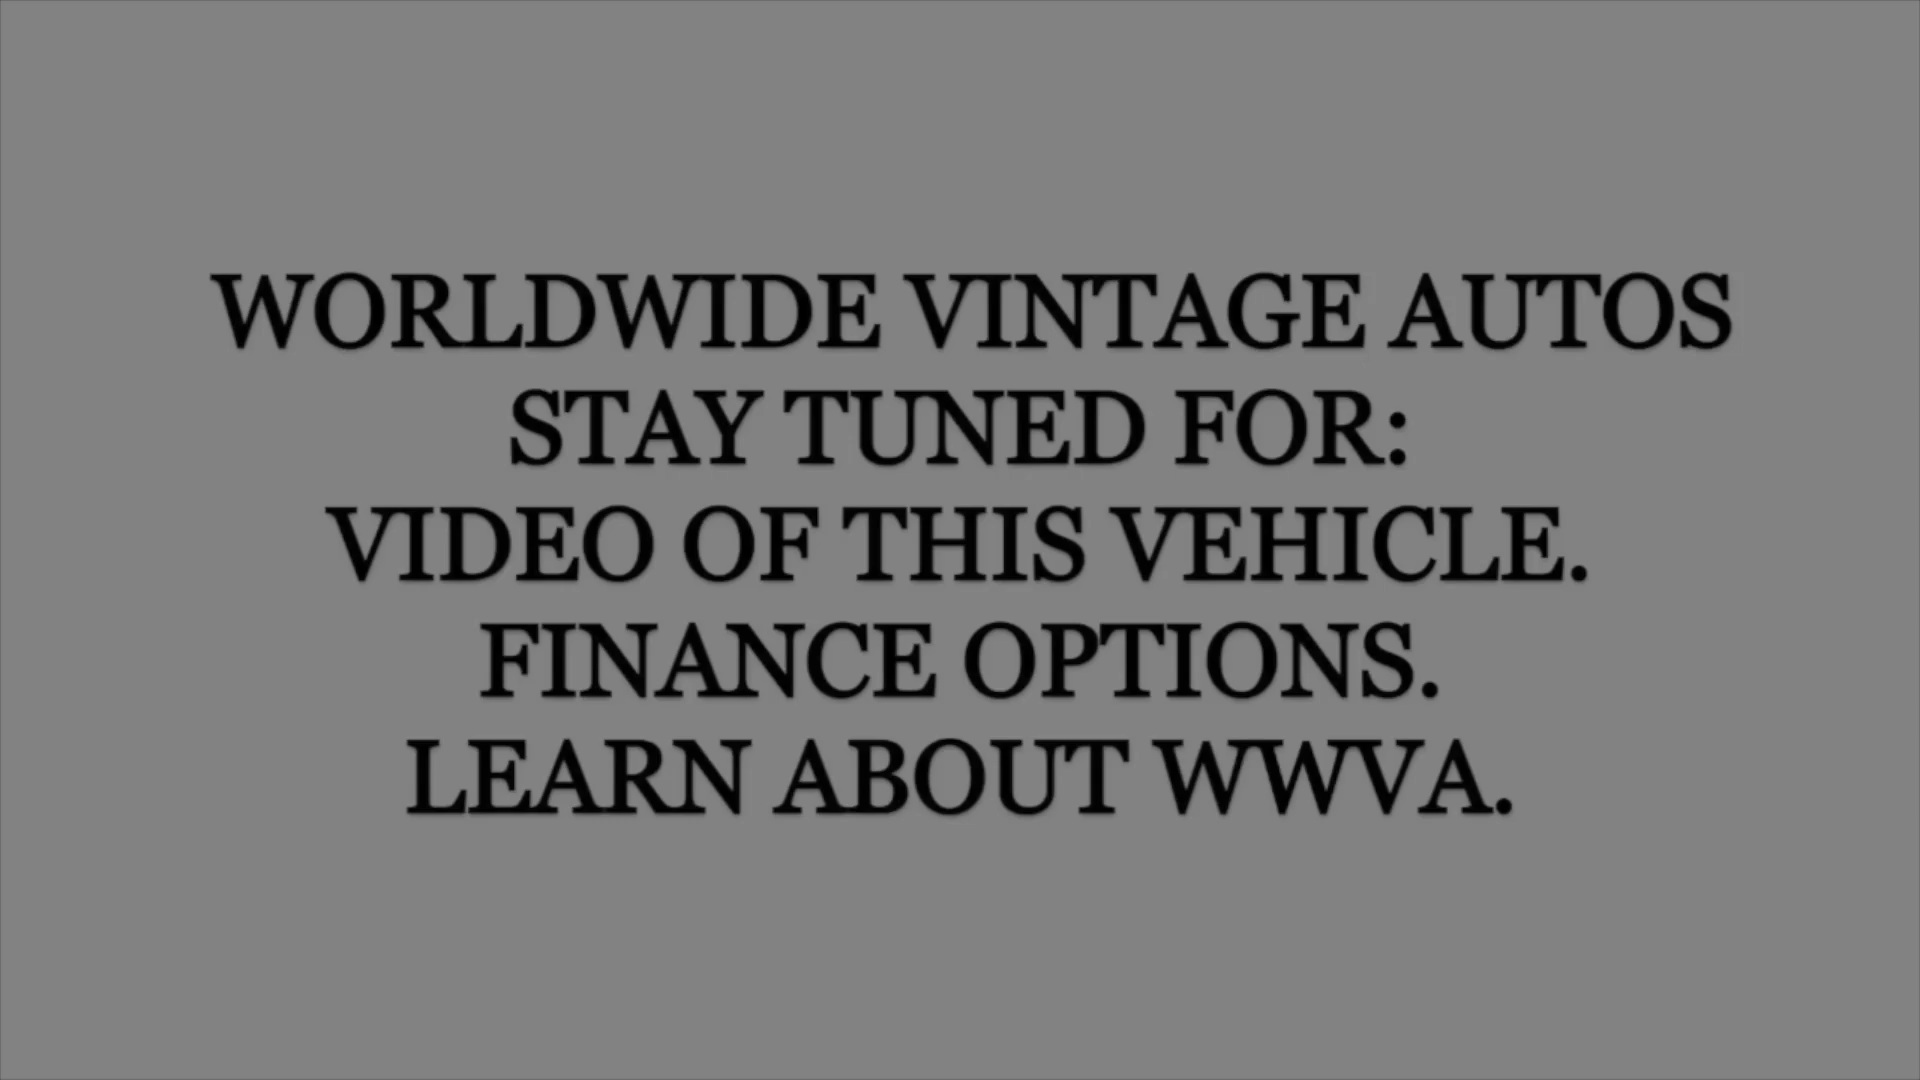 WORLDWIDE VINTAGE AUTOS
STAY TUNED FOR:
VIDEO OF THIS VEHICLE.
FINANCE OPTIONS.
LEARN ABOUT WWVA.